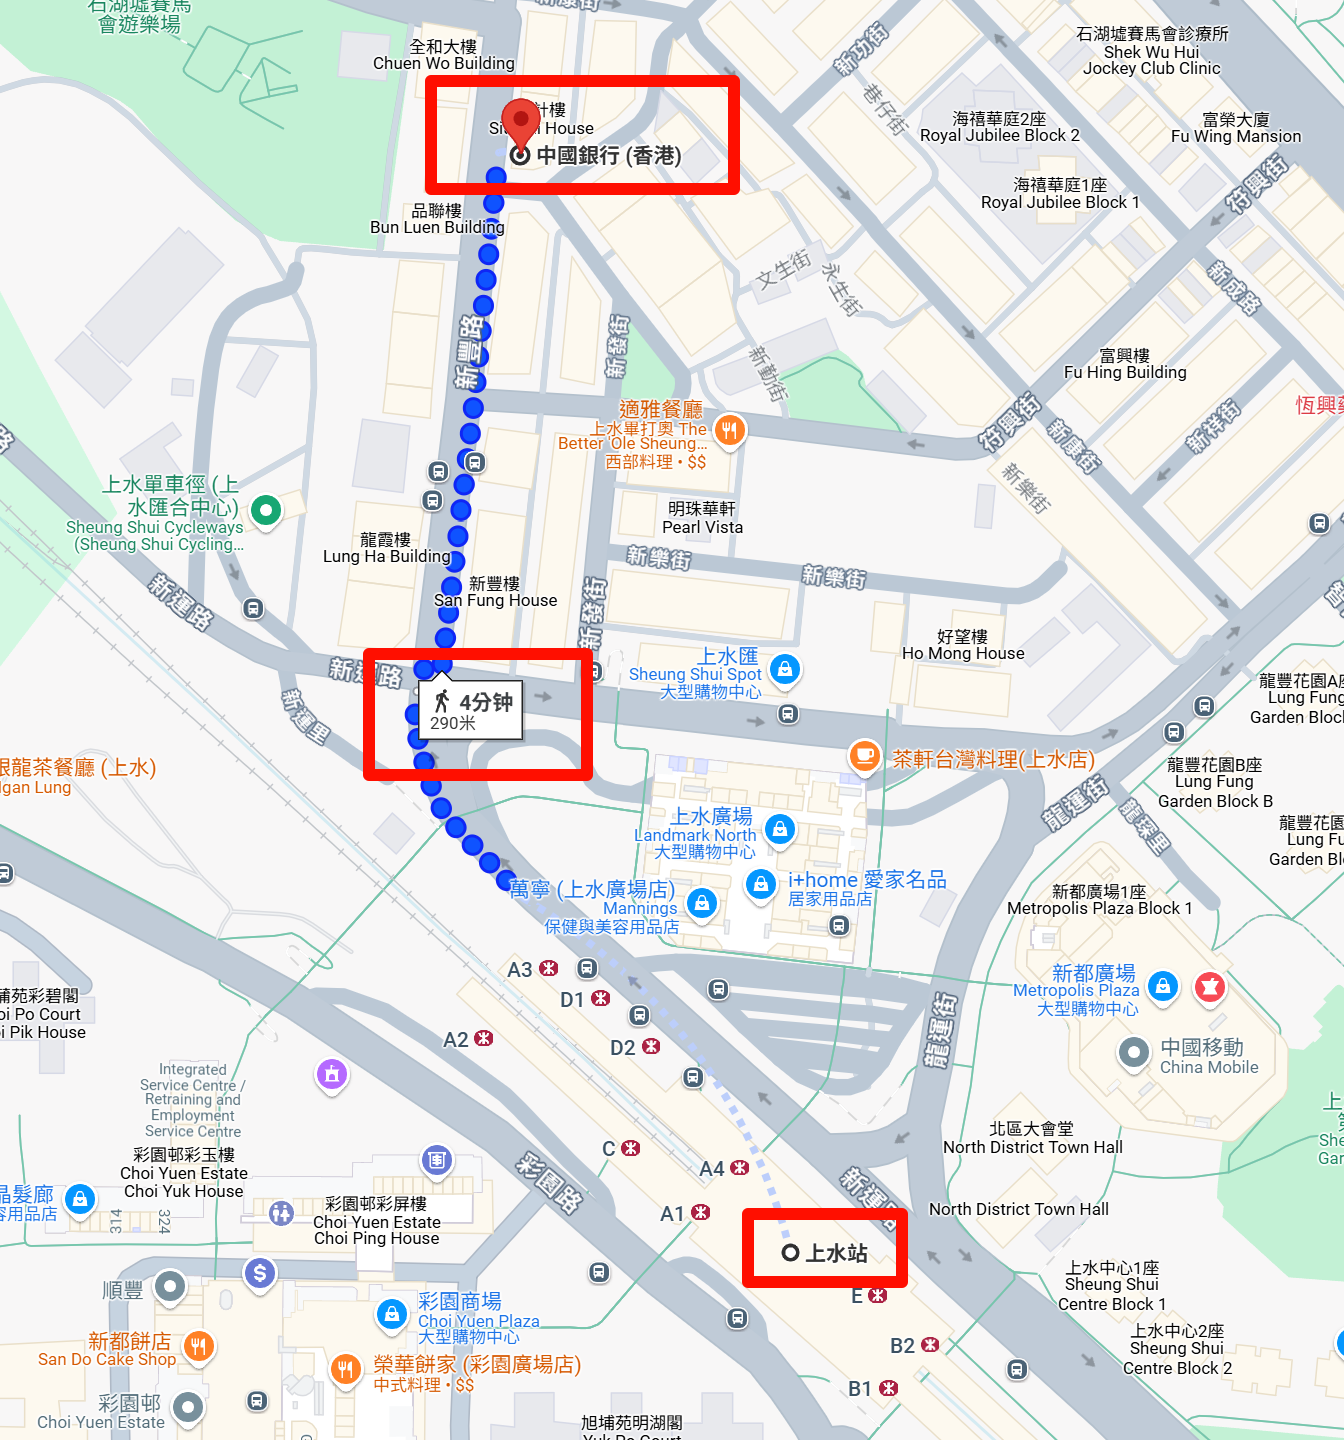 石湖墟賽馬
會遊樂場
全和大樓
Chuen Wo Building
新功街
巷仔街
石湖墟賽馬會診療所
Shek Wu Hui
Jockey Club Clinic
計樓
House
中國銀行 (香港)
海禧華庭2座
Royal Jubilee Block 2
富榮大廈
Fu Wing Mansion
海禧華庭1座
Royal Jubilee Block 1
符興街
品聯樓
Bun Luen Building
文生街
永生街
新成路
新豐路
新發街
新勤街
富興樓
Fu Hing Building
恆興
適雅餐廳
上水單打奧 The
Better 'Ole Sheung...
西部料理 • $$
符興街
新康街
新祥街
新樂街
上水單車徑 (上
水匯合中心)
Sheung Shui Cycleways
(Sheung Shui Cycling...
明珠華軒
Pearl Vista
龍霞樓
Lung Ha Building
新樂街
新樂街
新運路
新豐樓
San Fung House
新發街
好望樓
Ho Mong House
新運路
上水匯
Sheung Shui Spot
大型購物中心
龍豐花園A座
Lung Fung
Garden Block
新運里
4分钟
290米
銀龍茶餐廳 (上水)
Ngan Lung
茶軒台灣料理(上水店)
龍豐花園B座
Lung Fung
Garden Block B
龍運街
龍琛里
上水廣場
Landmark North
大型購物中心
龍豐花園
Lung Fu
Garden Bl
i+home 愛家名品
居家用品店
萬寧 (上水廣場店)
Mannings
保健與美容用品店
新都廣場1座
Metropolis Plaza Block 1
A3
D1
新都廣場
Metropolis Plaza
大型購物中心
莆苑彩碧閣
oi Po Court
i Pik House
A2
D2
龍運街
中國移動
China Mobile
Integrated
Service Centre /
Retraining and
Employment
Service Centre
北區大會堂
North District Town Hall
上
She
Gar
彩園邨彩玉樓
Choi Yuen Estate
Choi Yuk House
C
A4
彩園路
新運路
晶髮廊
容用品店
314
324
彩園邨彩屏樓
Choi Yuen Estate
Choi Ping House
A1
North District Town Hall
上水站
E
上水中心1座
Sheung Shui
Centre Block 1
順豐
彩園商場
Choi Yuen Plaza
大型購物中心
B2
上水中心2座
Sheung Shui
Centre Block 2
新都餅店
San Do Cake Shop
榮華餅家 (彩園廣場店)
中式料理 • $$
B1
彩園邨
Choi Yuen Estate
旭埔苑明湖閣
Yuk Po Court